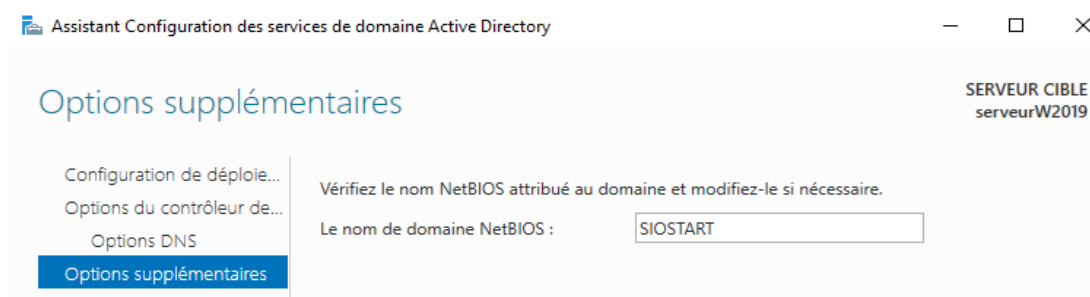 Assistant Configuration des services de domaine Active Directory
Options supplémentaires
SERVEUR CIBLE
serveurW2019
Configuration de déploie...
Options du contrôleur de...
Options DNS
Options supplémentaires
Vérifiez le nom NetBIOS attribué au domaine et modifiez-le si nécessaire.
Le nom de domaine NetBIOS :
SIOSTART